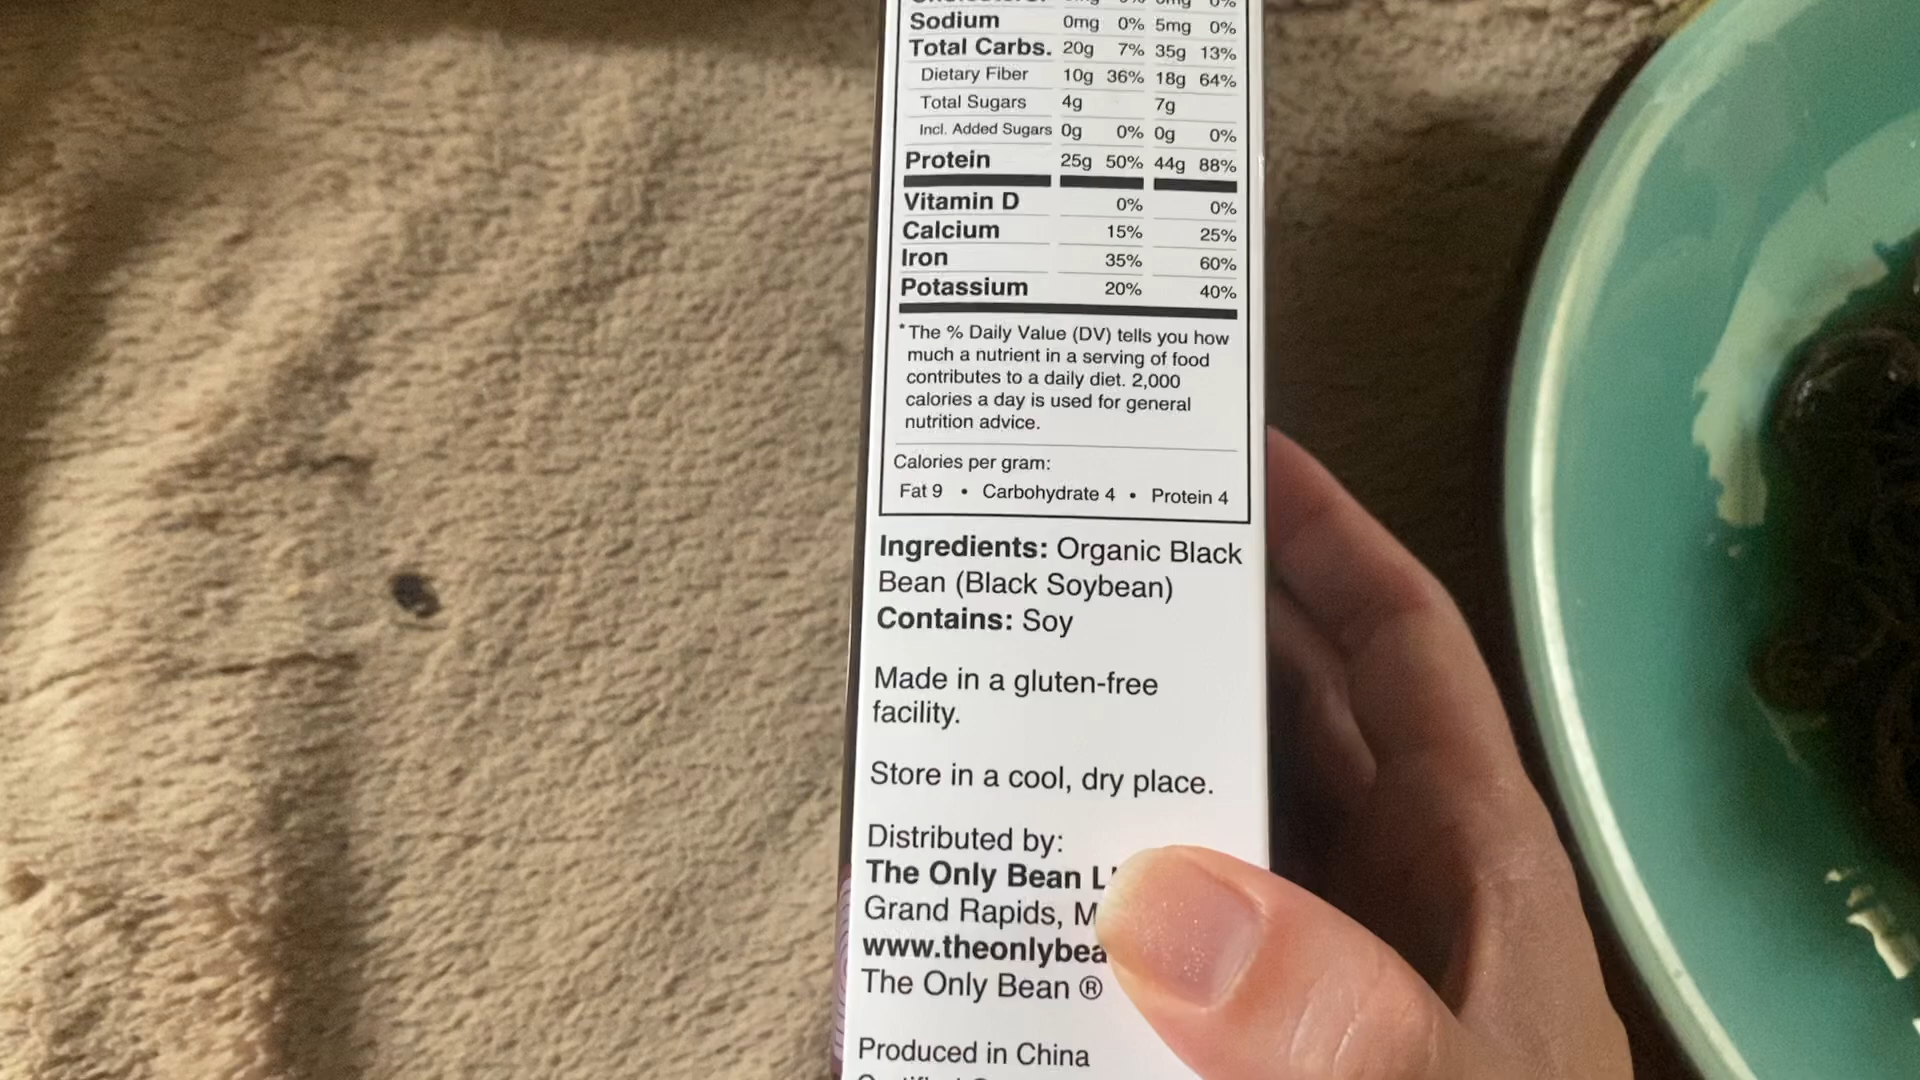 Sodium 0mg 0% 5mg 0%
Total Carbs. 20g 7% 35g 13%
Dietary Fiber 10g 36% 18g 64%
Total Sugars 4g 7g
Incl. Added Sugars 0g 0% 0g 0%
Protein 25g 50% 44g 88%
Vitamin D 0% 0%
Calcium 15% 25%
Iron 35% 60%
Potassium 20% 40%
*The % Daily Value (DV) tells you how
much a nutrient in a serving of food
contributes to a daily diet. 2,000
calories a day is used for general
nutrition advice.
Calories per gram:
Fat 9 • Carbohydrate 4 • Protein 4
Ingredients: Organic Black
Bean (Black Soybean)
Contains: Soy
Made in a gluten-free
facility.
Store in a cool, dry place.
Distributed by:
The Only Bean
Grand Rapids,
www.theonlybea
The Only Bean ®
Produced in China